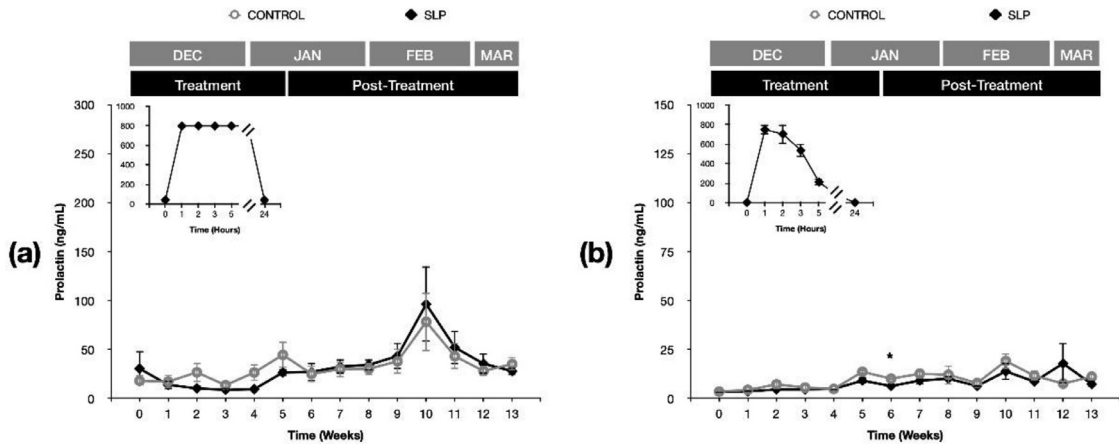 CONTROL SLP
DEC JAN FEB MAR
Treatment Post-Treatment
300
250
200
150
100
50
0
Prolactin (ng/mL)
1000
800
600
400
200
0
0 1 2 3 5 24
Time (Hours)
(a)
0 1 2 3 4 5 6 7 8 9 10 11 12 13
Time (Weeks)
CONTROL SLP
DEC JAN FEB MAR
Treatment Post-Treatment
150
125
100
75
50
25
0
Prolactin (ng/mL)
1000
800
600
400
200
0
0 1 2 3 5 24
Time (Hours)
(b)
*
0 1 2 3 4 5 6 7 8 9 10 11 12 13
Time (Weeks)